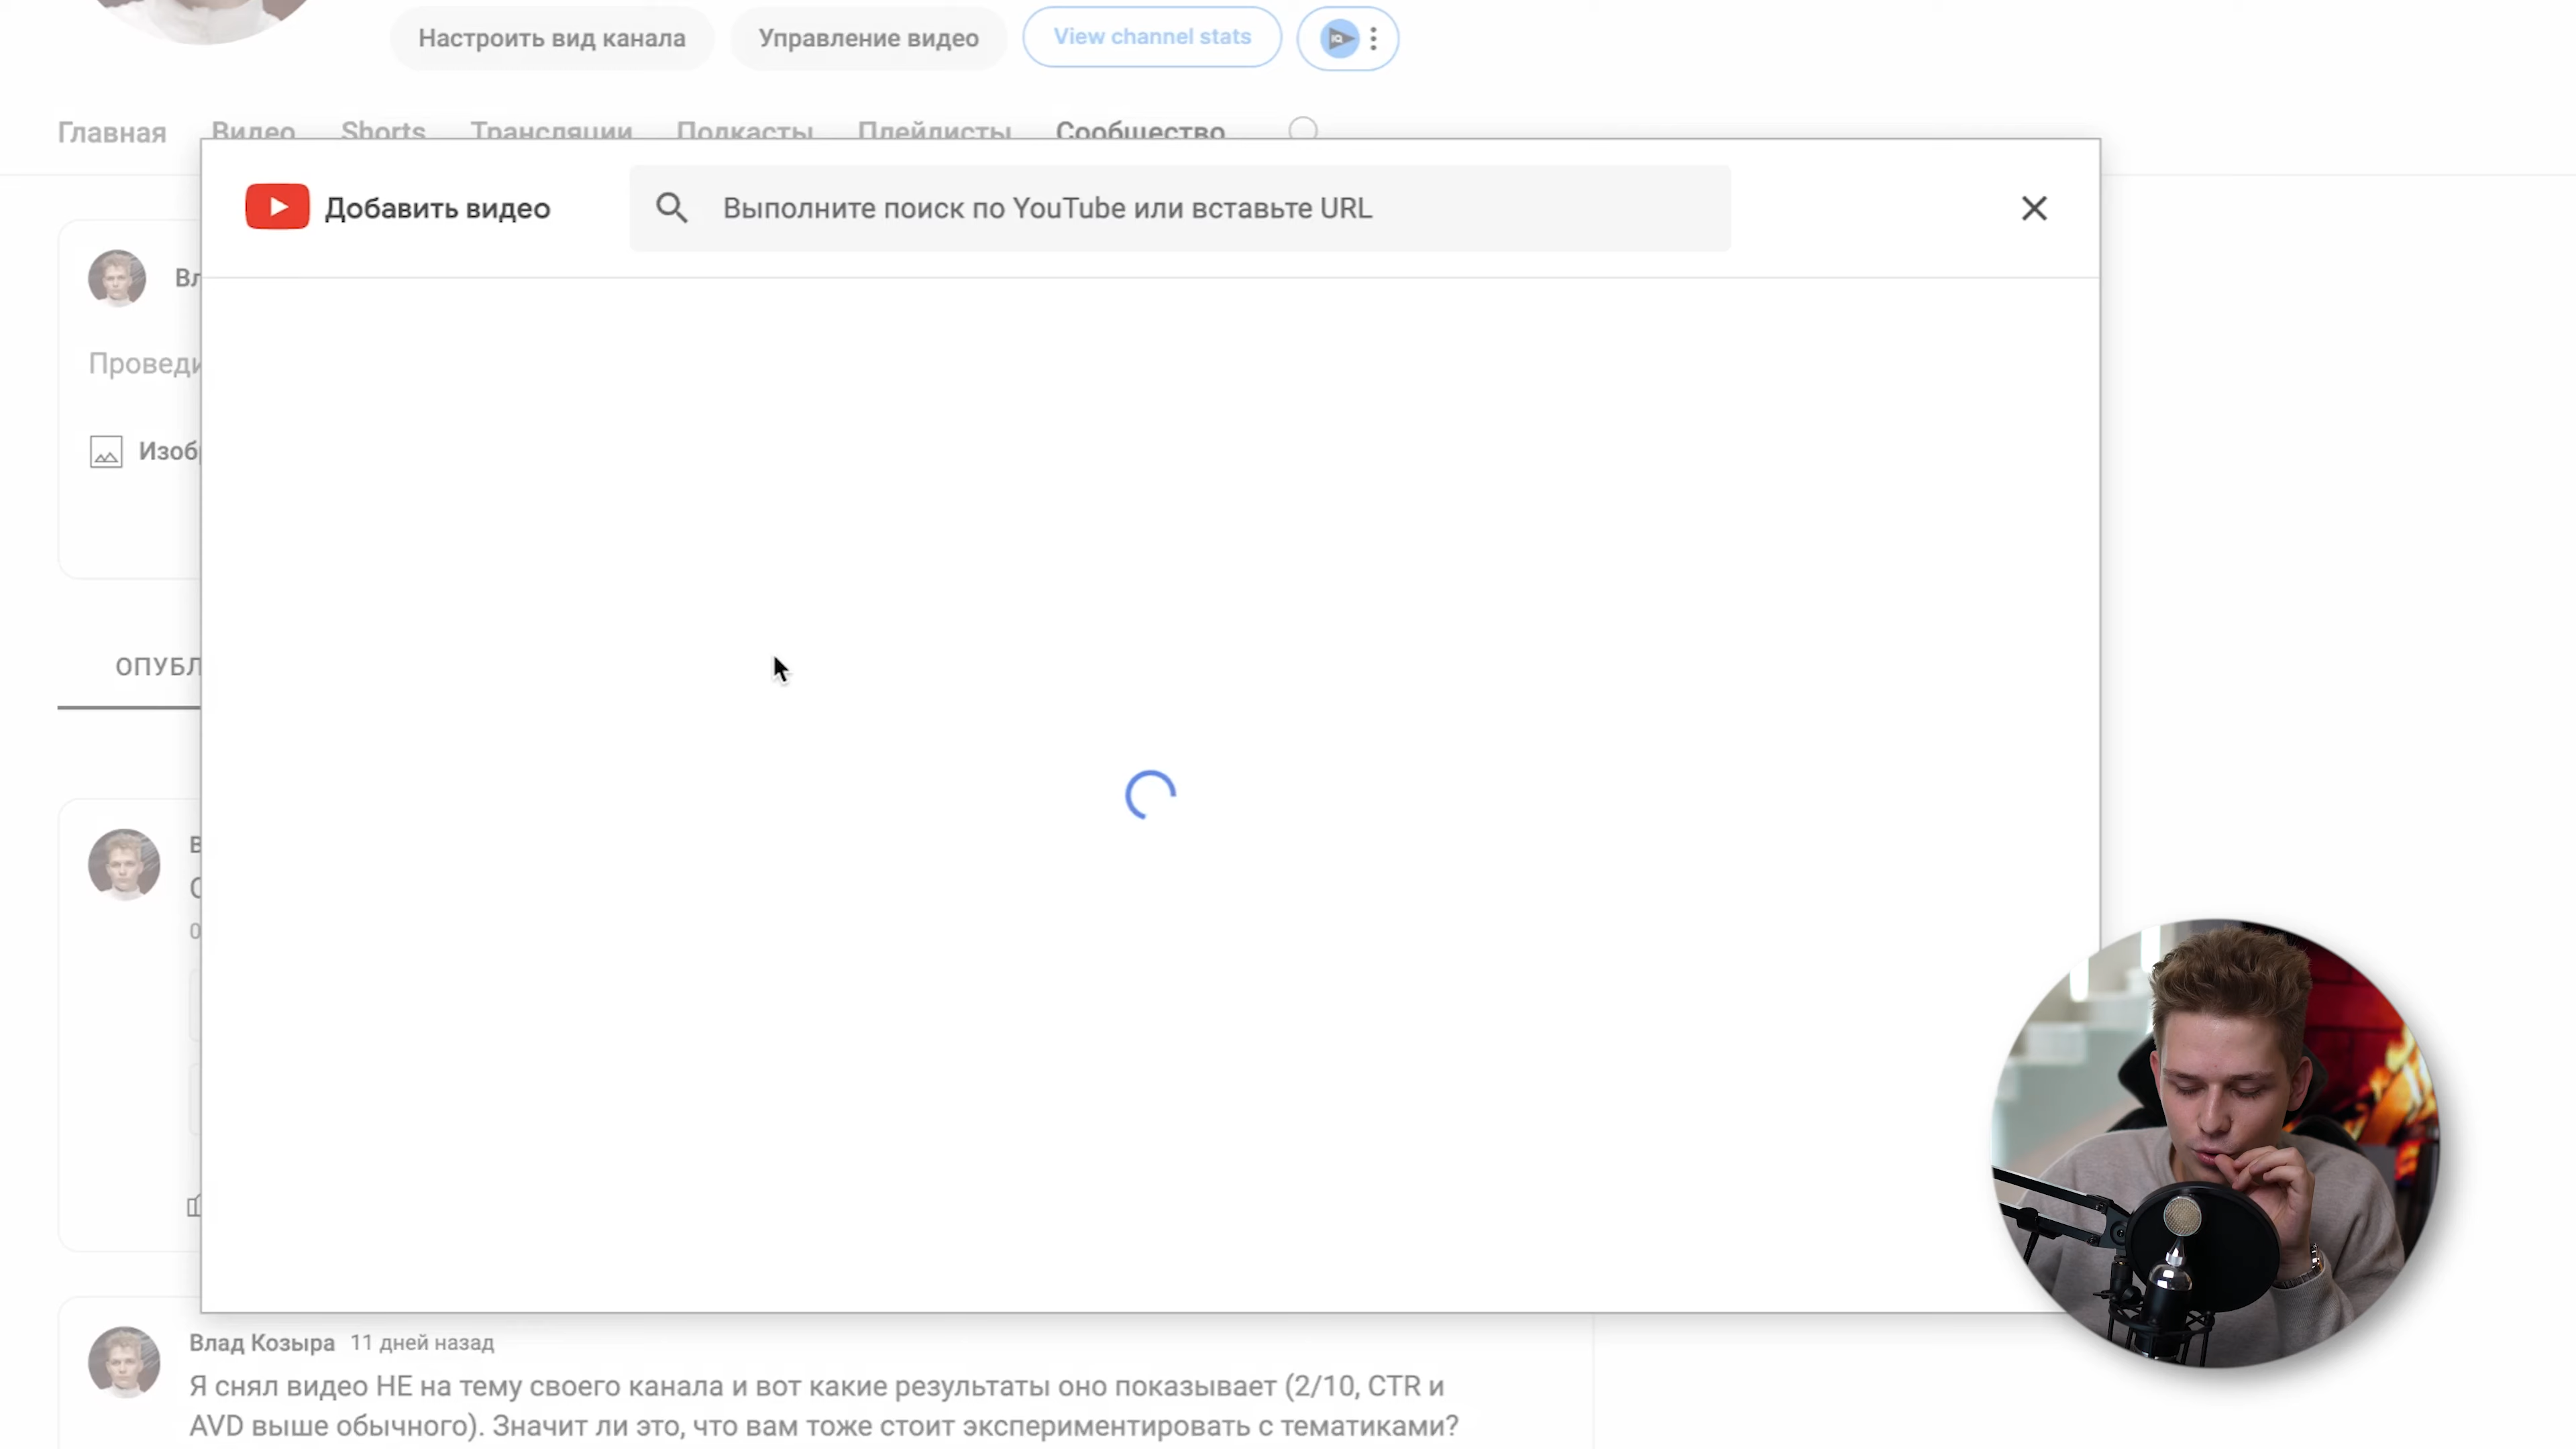 Настроить вид канала Управление видео View channel stats
Главная Видео Shorts Трансляции Подкасты Плейлисты Сообщество
Добавить видео Выполните поиск по YouTube или вставьте URL
Вл
Проведи
Изоб
ОПУБЛ
Влад Козыра 11 дней назад
Я снял видео НЕ на тему своего канала и вот какие результаты оно показывает (2/10, CTR и
AVD выше обычного). Значит ли это, что вам тоже стоит экспериментировать с тематиками?